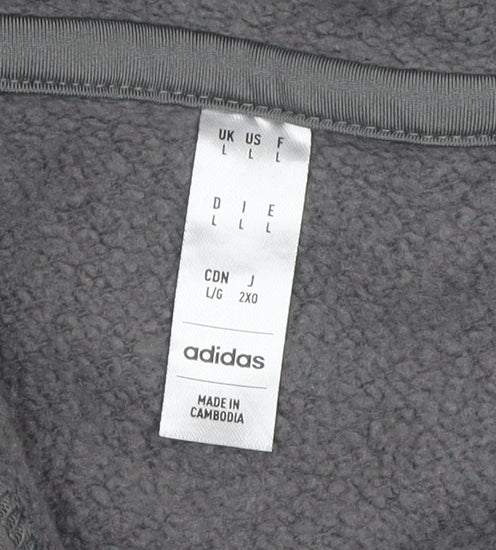 UK US F
L L L
D I E
L L L
CDN J
L/G 2XO
adidas
MADE IN
CAMBODIA